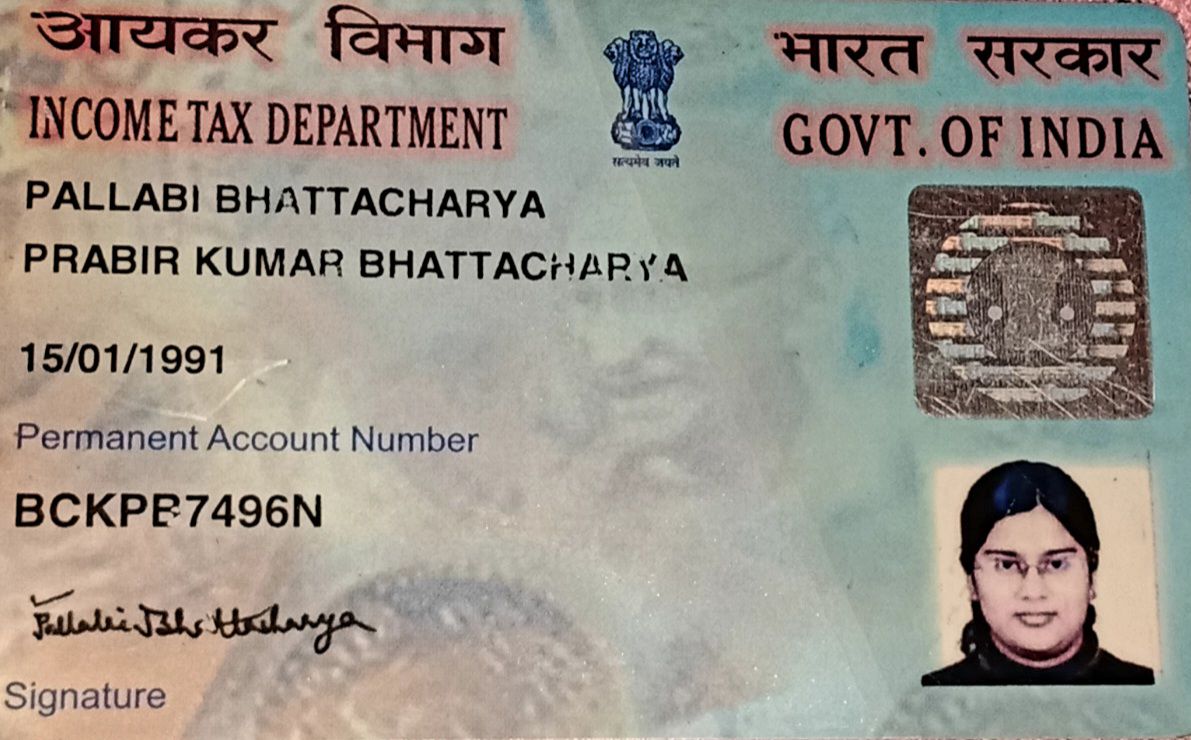 आयकर विभाग
INCOME TAX DEPARTMENT
सत्यमेव जयते
भारत सरकार
GOVT. OF INDIA
PALLABI BHATTACHARYA
PRABIR KUMAR BHATTACHARYA
15/01/1991
Permanent Account Number
BCKPB7496N
Pallabi Bhattacharya
Signature